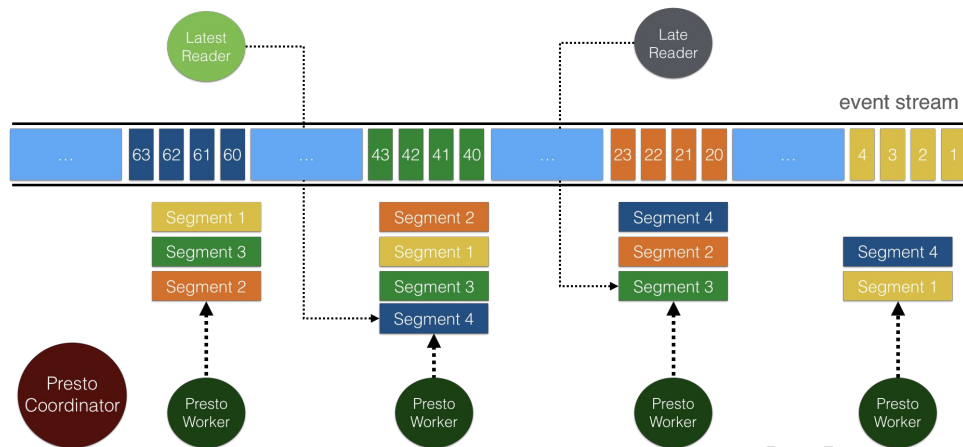 Latest
Reader
Late
Reader
event stream
... 63 62 61 60 ... 43 42 41 40 ... 23 22 21 20 ... 4 3 2 1
Segment 1
Segment 3
Segment 2
Segment 2
Segment 1
Segment 3
Segment 4
Segment 4
Segment 2
Segment 3
Segment 4
Segment 1
Presto
Coordinator
Presto
Worker
Presto
Worker
Presto
Worker
Presto
Worker